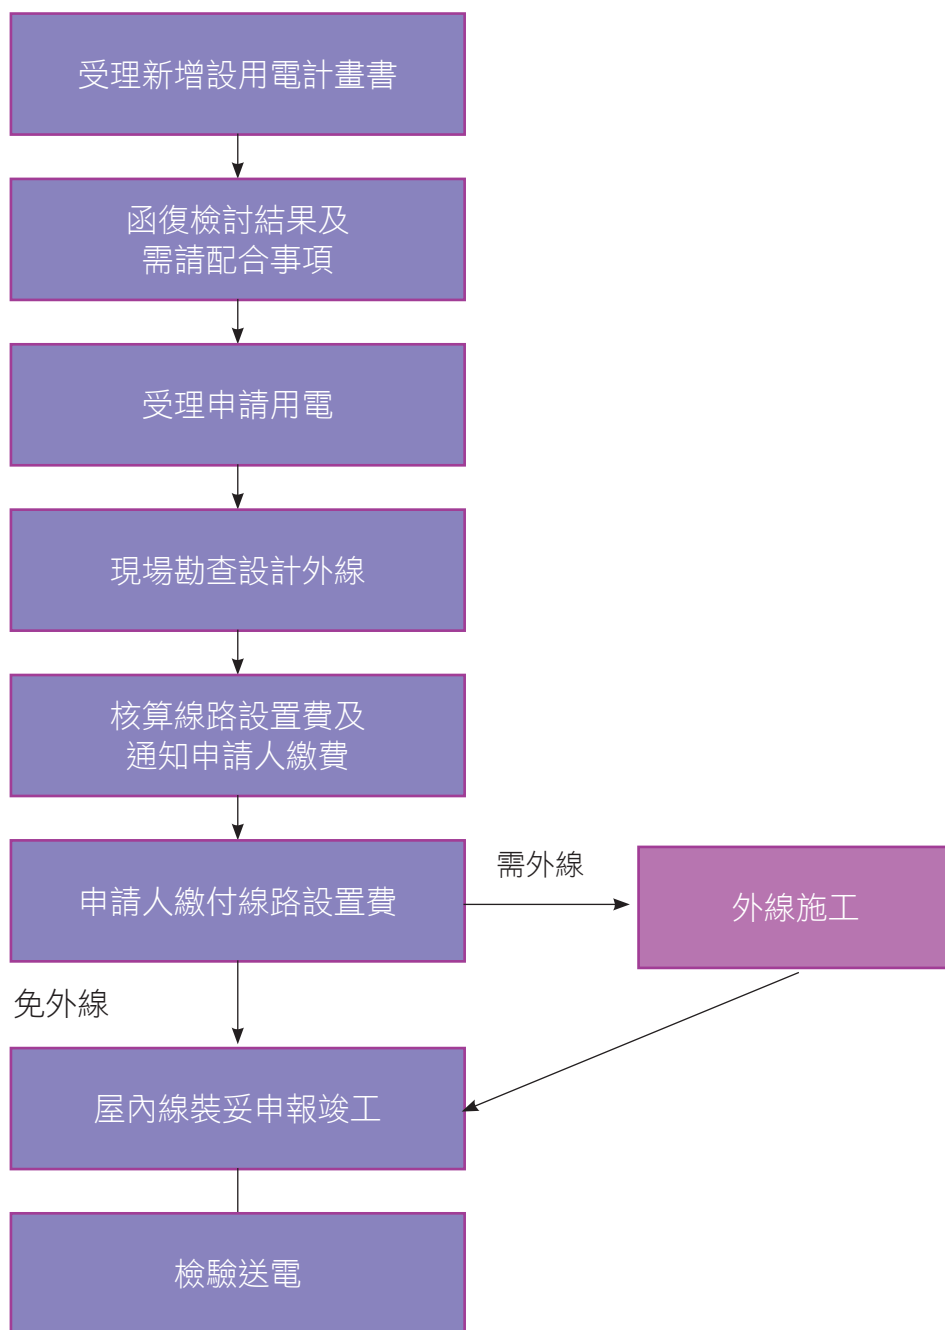 受理新增設用電計畫書
函復檢討結果及
需請配合事項
受理申請用電
現場勘查設計外線
核算線路設置費及
通知申請人繳費
申請人繳付線路設置費
需外線
外線施工
免外線
屋內線裝妥申報竣工
檢驗送電